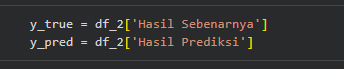 y_true = df_2['Hasil Sebenarnya']
y_pred = df_2['Hasil Prediksi']